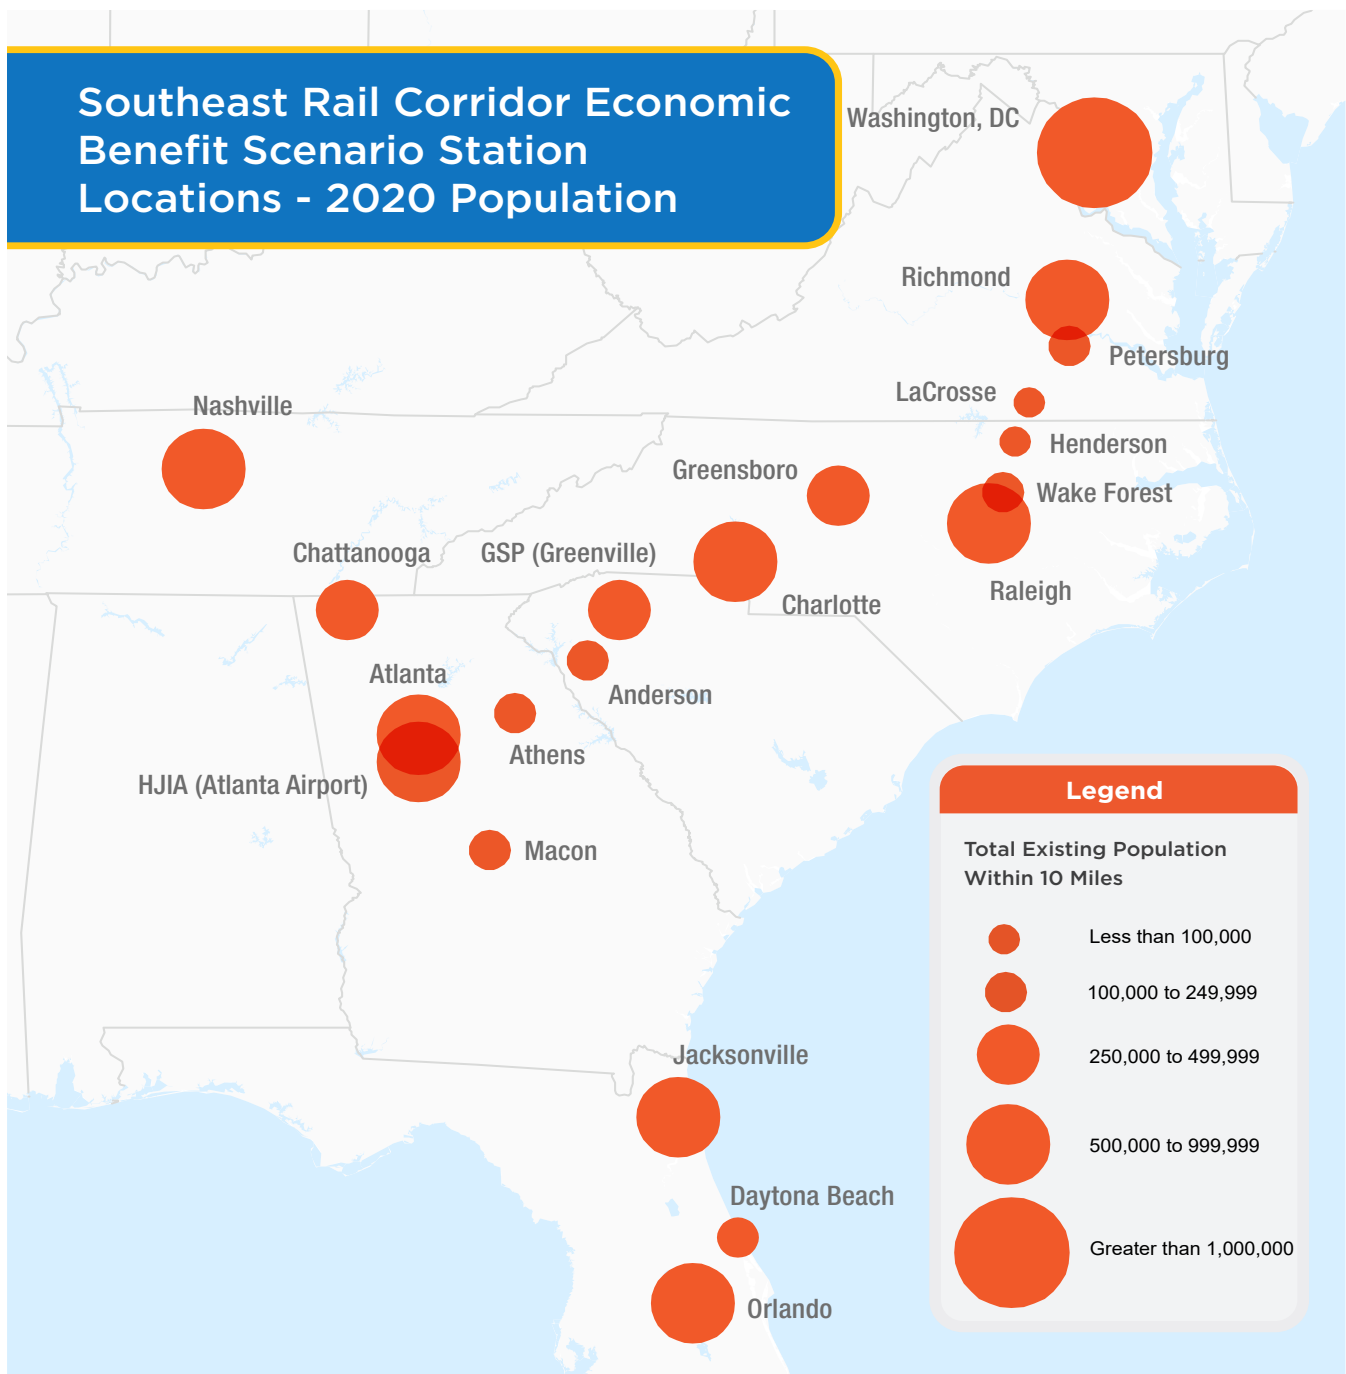 Southeast Rail Corridor Economic
Benefit Scenario Station
Locations - 2020 Population
Washington, DC
Richmond
Petersburg
LaCrosse
Nashville
Henderson
Greensboro
Wake Forest
Chattanooga
GSP (Greenville)
Raleigh
Charlotte
Atlanta
Anderson
Athens
HJIA (Atlanta Airport)
Macon
Jacksonville
Daytona Beach
Orlando
Legend
Total Existing Population
Within 10 Miles
Less than 100,000
100,000 to 249,999
250,000 to 499,999
500,000 to 999,999
Greater than 1,000,000